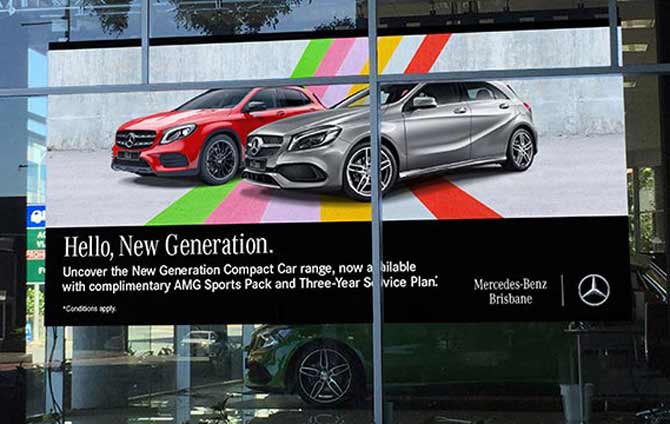 Hello, New Generation.
Uncover the New Generation Compact Car range, now available
with complimentary AMG Sports Pack and Three-Year Service Plan.*
*Conditions apply.
Mercedes-Benz
Brisbane